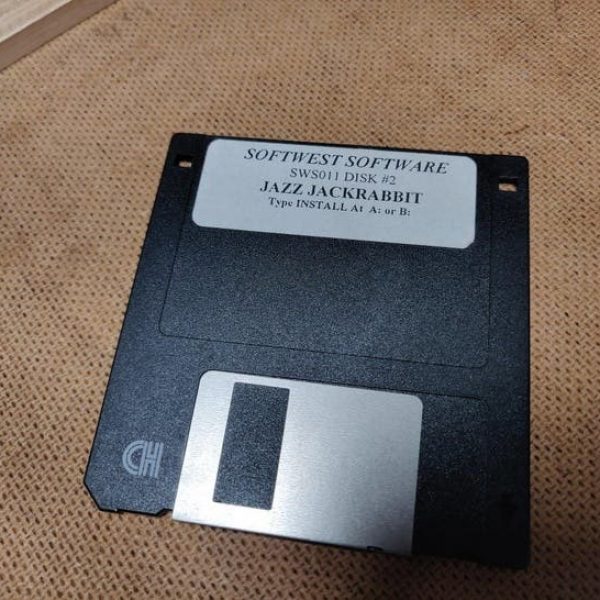 SOFTWEST SOFTWARE
SWS011 DISK #2
JAZZ JACKRABBIT
Type INSTALL At A: or B:
CH